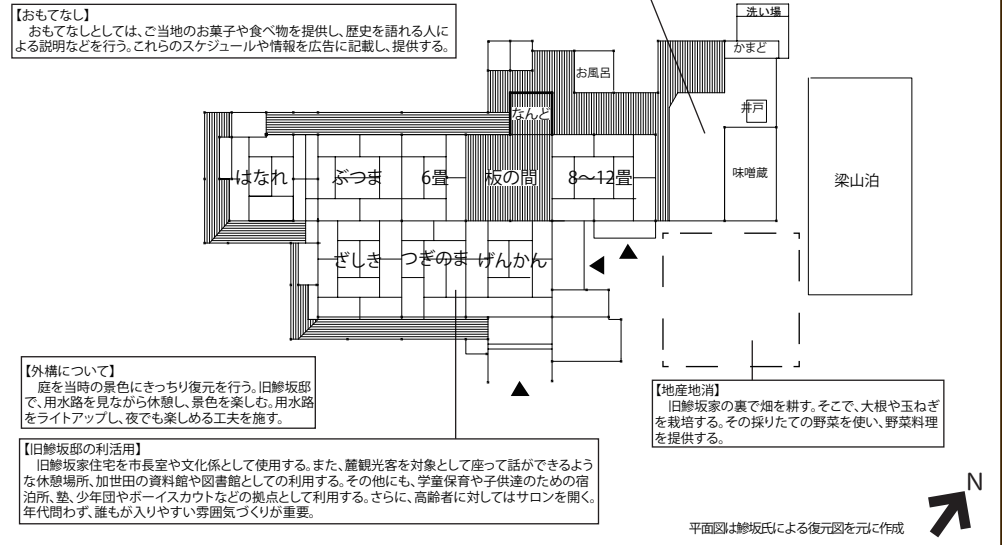 【おもてなし】
おもてなしとしては、ご当地のお菓子や食べ物を提供し、歴史を語れる人に
よる説明などを行う。これらのスケジュールや情報を広告に記載し、提供する。
洗い場
かまど
お風呂
井戸
なんど
味噌蔵
梁山泊
はなれ
ぶつま
6畳
板の間
8～12畳
ざしき
つぎのま
げんかん
【外構について】
庭を当時の景色にきっちり復元を行う。旧鰺坂邸
で、用水路を見ながら休憩し、景色を楽しむ。用水路
をライトアップし、夜でも楽しめる工夫を施す。
【地産地消】
旧鰺坂家の裏で畑を耕す。そこで、大根や玉ねぎ
を栽培する。その採りたての野菜を使い、野菜料理
を提供する。
【旧鰺坂邸の利活用】
旧鰺坂家住宅を市長室や文化係として使用する。また、麓観光客を対象として座って話ができるよう
な休憩場所、加世田の資料館や図書館としての利用する。その他にも、学童保育や子供達のための宿
泊所、塾、少年団やボーイスカウトなどの拠点として利用する。さらに、高齢者に対してはサロンを開く。
年代問わず、誰もが入りやすい雰囲気づくりが重要。
N
平面図は鰺坂氏による復元図を元に作成